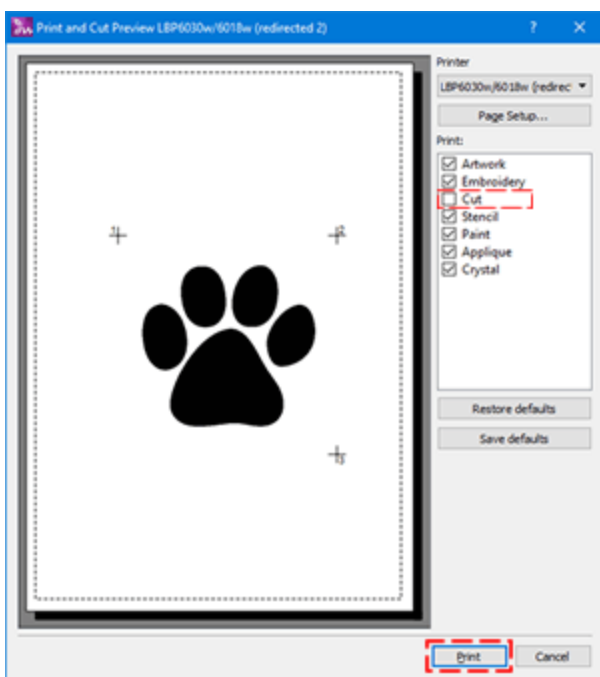 Print and Cut Preview LBP6030w/6018w (redirected 2)
Printer
LBP6030w/6018w (redirec
Page Setup...
Print:
Artwork
Embroidery
Cut
Stencil
Paint
Applique
Crystal
Restore defaults
Save defaults
Print
Cancel